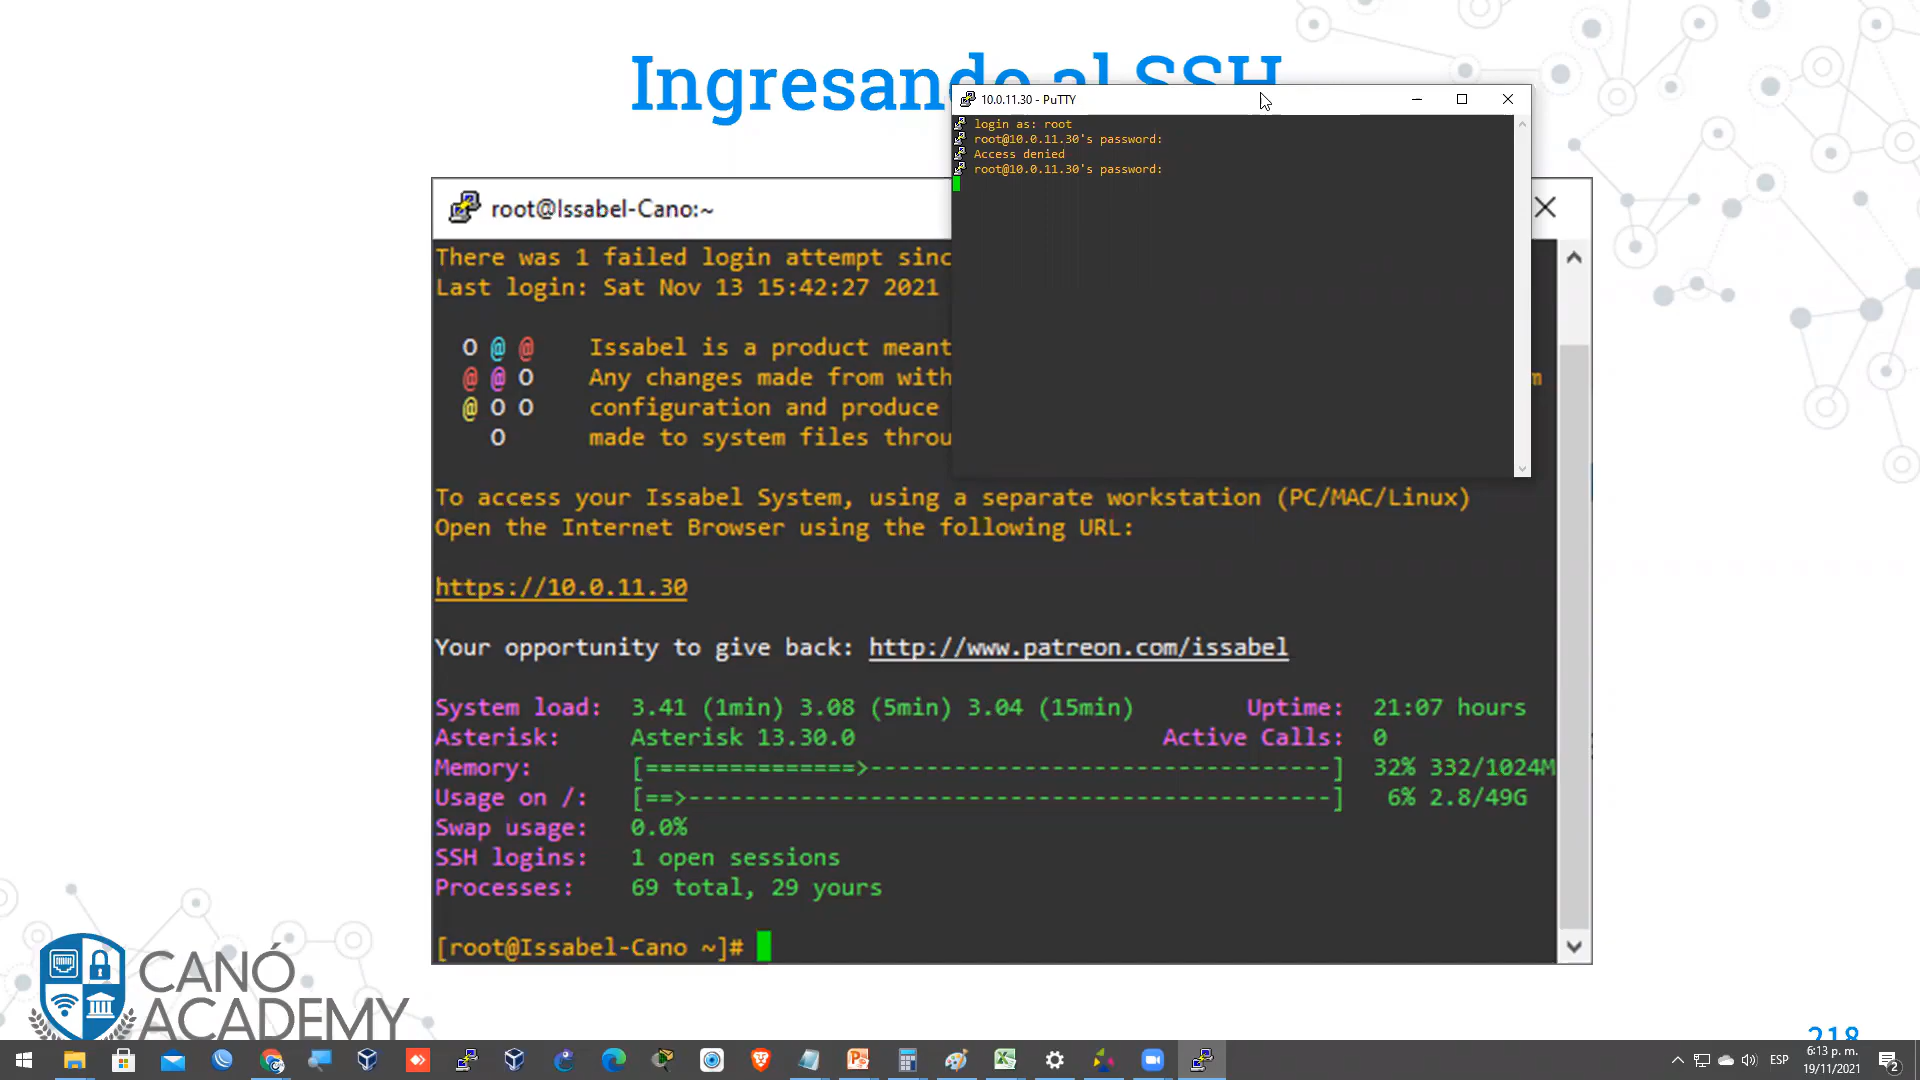 Ingresando al SSH
10.0.11.30 - PuTTY
login as: root
root@10.0.11.30's password:
Access denied
root@10.0.11.30's password:
root@Issabel-Cano:~
There was 1 failed login attempt sinc
Last login: Sat Nov 13 15:42:27 2021
O @ @ Issabel is a product meant
@ @ O Any changes made from with m
@ O O configuration and produce
O made to system files throu
To access your Issabel System, using a separate workstation (PC/MAC/Linux)
Open the Internet Browser using the following URL:
https://10.0.11.30
Your opportunity to give back: http://www.patreon.com/issabel
System load: 3.41 (1min) 3.08 (5min) 3.04 (15min) Uptime: 21:07 hours
Asterisk: Asterisk 13.30.0 Active Calls: 0
Memory: [===============>---------------------------------] 32% 332/1024M
Usage on /: [==>----------------------------------------------] 6% 2.8/49G
Swap usage: 0.0%
SSH logins: 1 open sessions
Processes: 69 total, 29 yours
[root@Issabel-Cano ~]#
CANÓ
ACADEMY
218
ESP
6:13 p. m.
19/11/2021
2